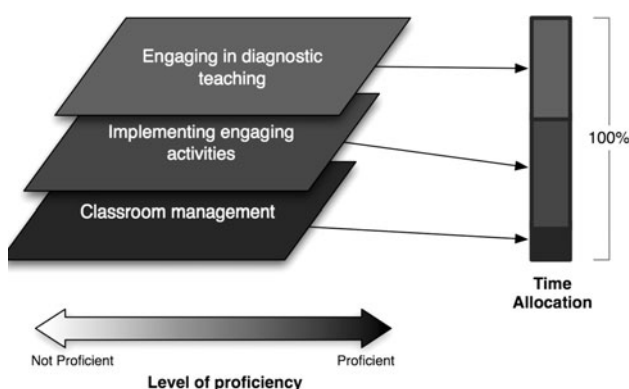 Engaging in diagnostic
teaching
Implementing engaging
activities
Classroom management
100%
Time
Allocation
Not Proficient
Proficient
Level of proficiency